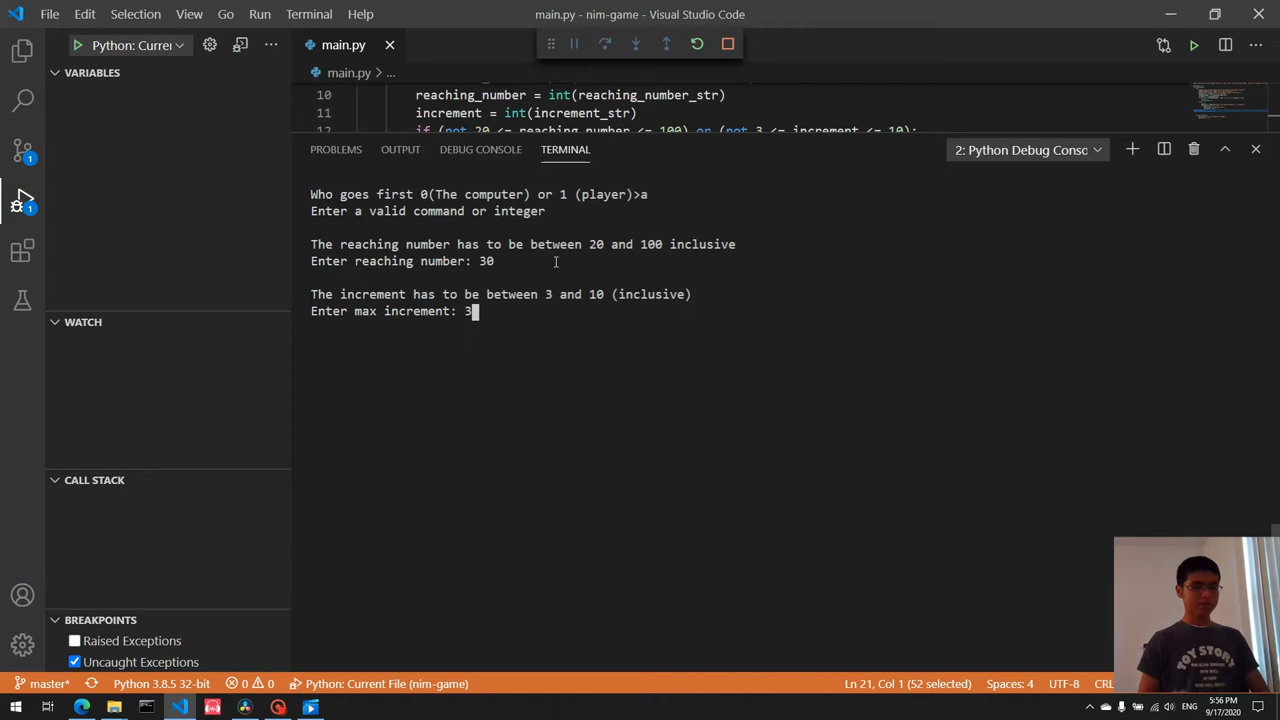 File Edit Selection View Go Run Terminal Help
main.py - nim-game - Visual Studio Code
Python: Currer
main.py
VARIABLES
main.py > ...
10 reaching_number = int(reaching_number_str)
11 increment = int(increment_str)
12 if (not 20 <= reaching_number <= 100) or (not 3 <= increment <= 10):
PROBLEMS OUTPUT DEBUG CONSOLE TERMINAL
2: Python Debug Consc
Who goes first 0(The computer) or 1 (player)>a
Enter a valid command or integer
The reaching number has to be between 20 and 100 inclusive
Enter reaching number: 30
The increment has to be between 3 and 10 (inclusive)
Enter max increment: 3
WATCH
CALL STACK
BREAKPOINTS
Raised Exceptions
Uncaught Exceptions
TOY STORY
master* Python 3.8.5 32-bit 0 0 Python: Current File (nim-game)
Ln 21, Col 1 (52 selected) Spaces: 4 UTF-8 CRL
1
1
ENG
5:56 PM
9/17/2020